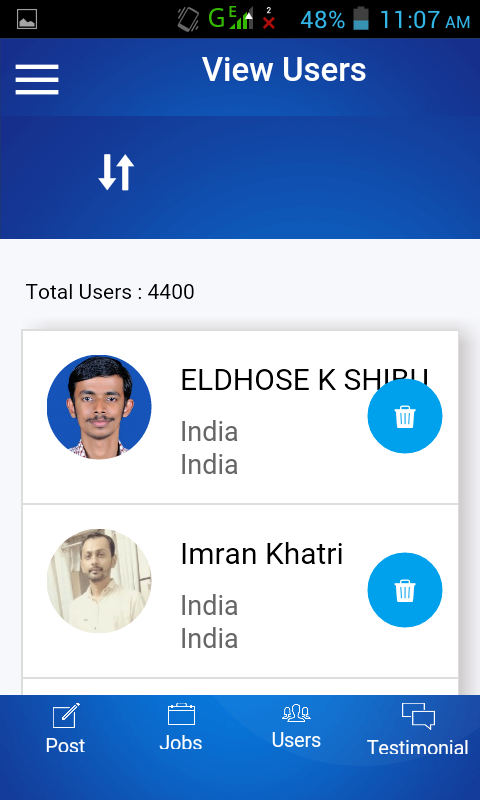 G E 2 48% 11:07 AM
View Users
Total Users : 4400
ELDHOSE K SHIBU
India
India
Imran Khatri
India
India
Post Jobs Users Testimonial